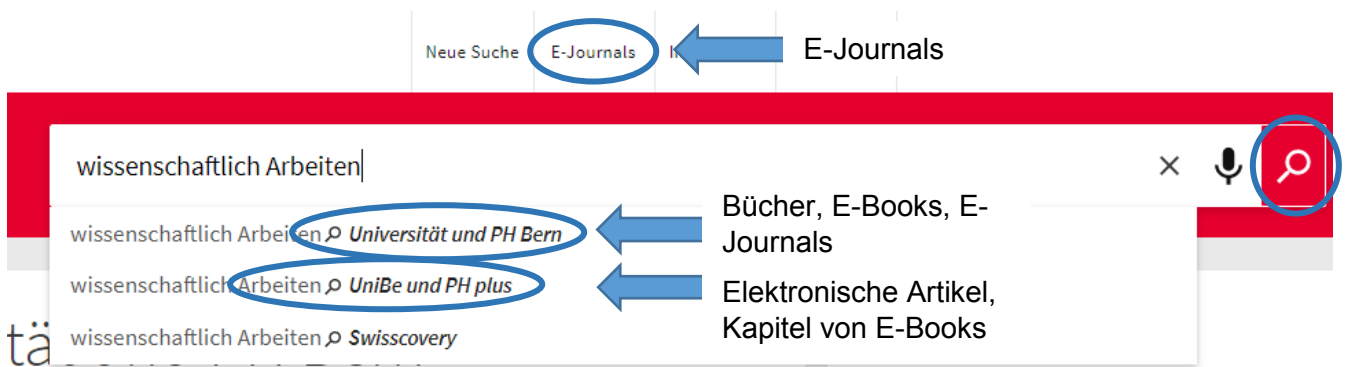 Neue Suche E-Journals E-Journals
wissenschaftlich Arbeiten
wissenschaftlich Arbeiten Universität und PH Bern
Bücher, E-Books, E-
Journals
wissenschaftlich Arbeiten UniBe und PH plus
Elektronische Artikel,
Kapitel von E-Books
wissenschaftlich Arbeiten Swisscovery